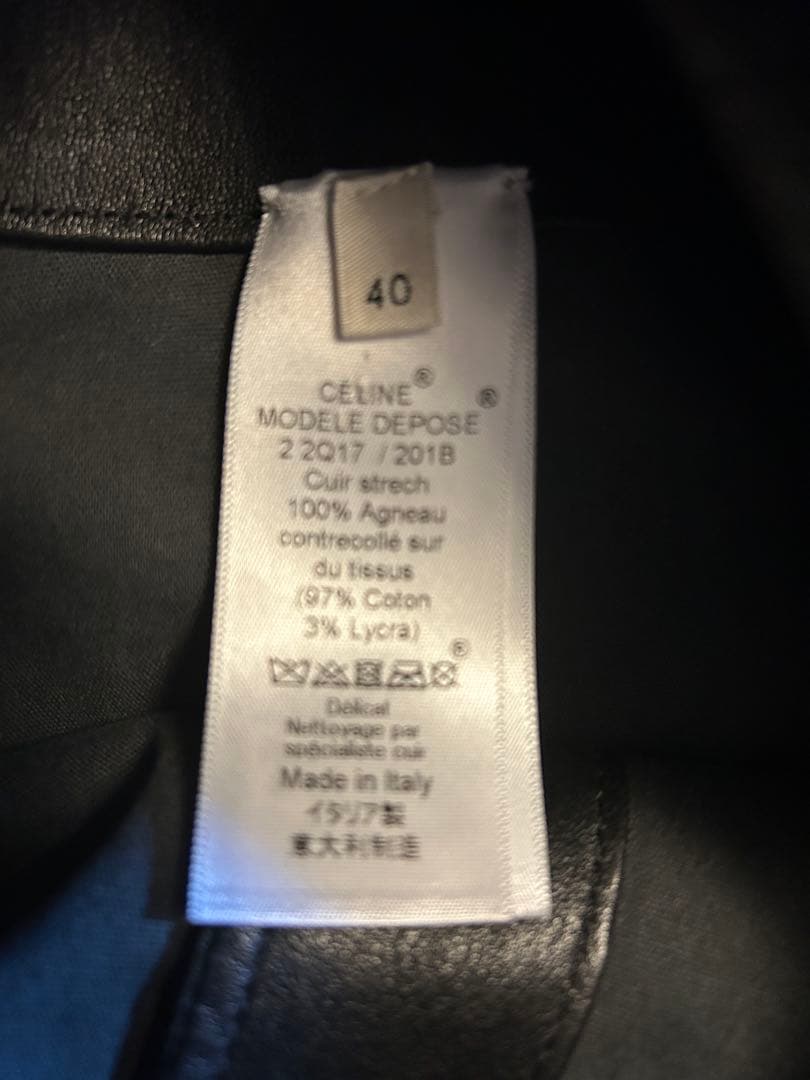 40
CÉLINE®
MODELE DEPOSE®
2 2Q17 / 201B
Cuir strech
100% Agneau
contrecollé sur
du tissus
(97% Coton
3% Lycra)
®
Délicat
Nettoyage par
spécialiste cuir
Made in Italy
イタリア製
意大利制造